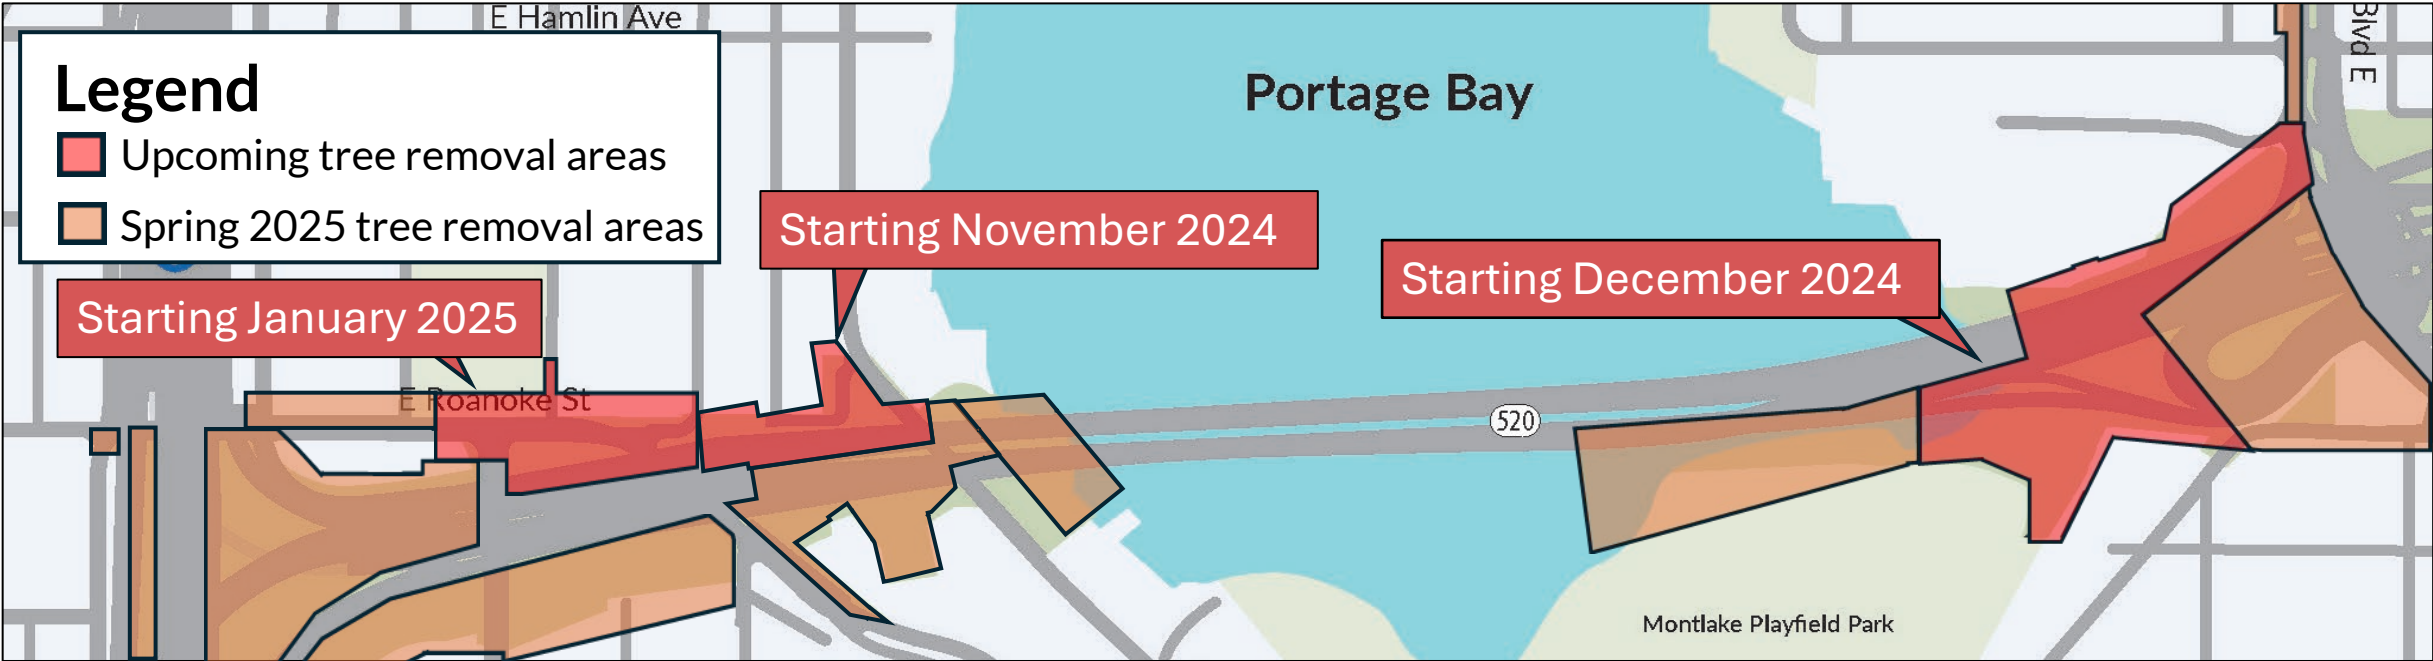 E Hamlin Ave
Legend
Upcoming tree removal areas
Spring 2025 tree removal areas
Portage Bay
Blvd E
Starting November 2024
Starting December 2024
Starting January 2025
E Roanoke St
520
Montlake Playfield Park